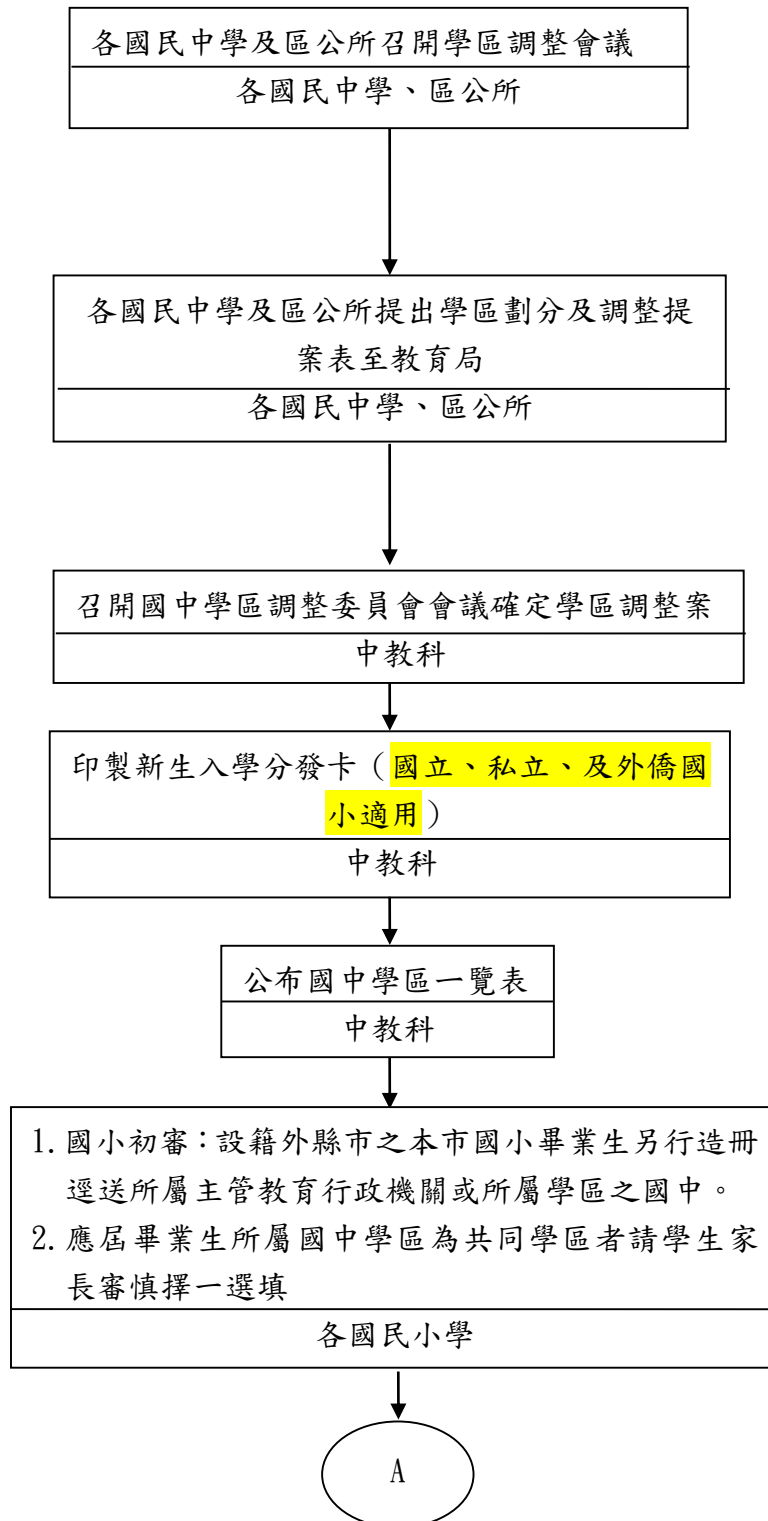 各國民中學及區公所召開學區調整會議
各國民中學、區公所
各國民中學及區公所提出學區劃分及調整提
案表至教育局
各國民中學、區公所
召開國中學區調整委員會會議確定學區調整案
中教科
印製新生入學分發卡（國立、私立、及外僑國
小適用）
中教科
公布國中學區一覽表
中教科
1. 國小初審：設籍外縣市之本市國小畢業生另行造冊
逕送所屬主管教育行政機關或所屬學區之國中。
2. 應屆畢業生所屬國中學區為共同學區者請學生家
長審慎擇一選填
各國民小學
A